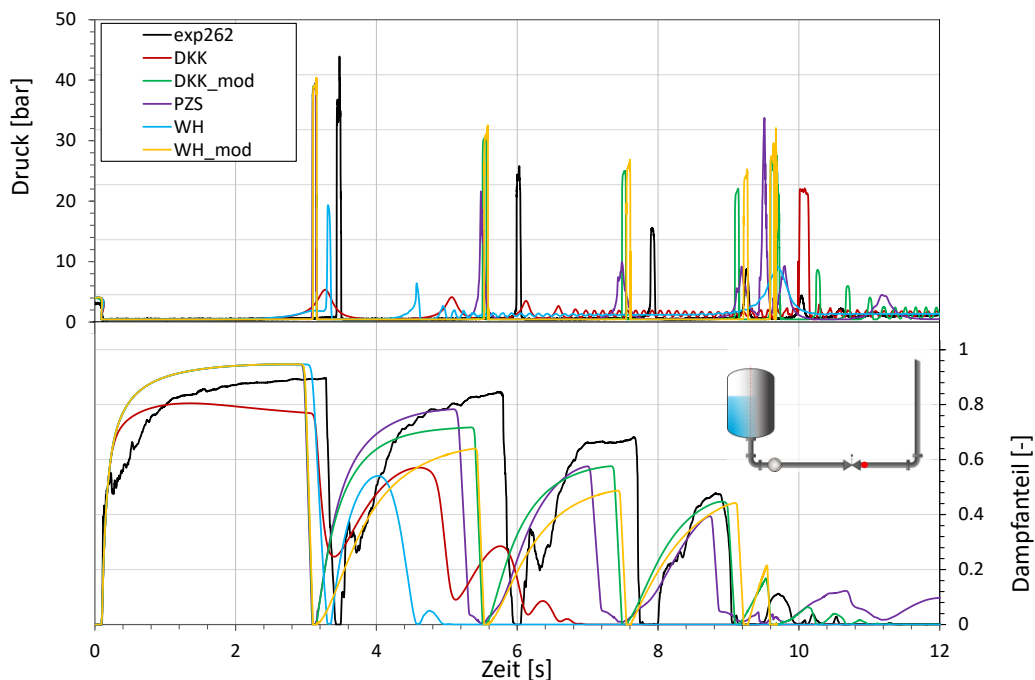 50
40
30
20
10
0
Druck [bar]
exp262
DKK
DKK_mod
PZS
WH
WH_mod
1
0.8
0.6
0.4
0.2
0
Dampfanteil [-]
0
2
4
6
8
10
12
Zeit [s]